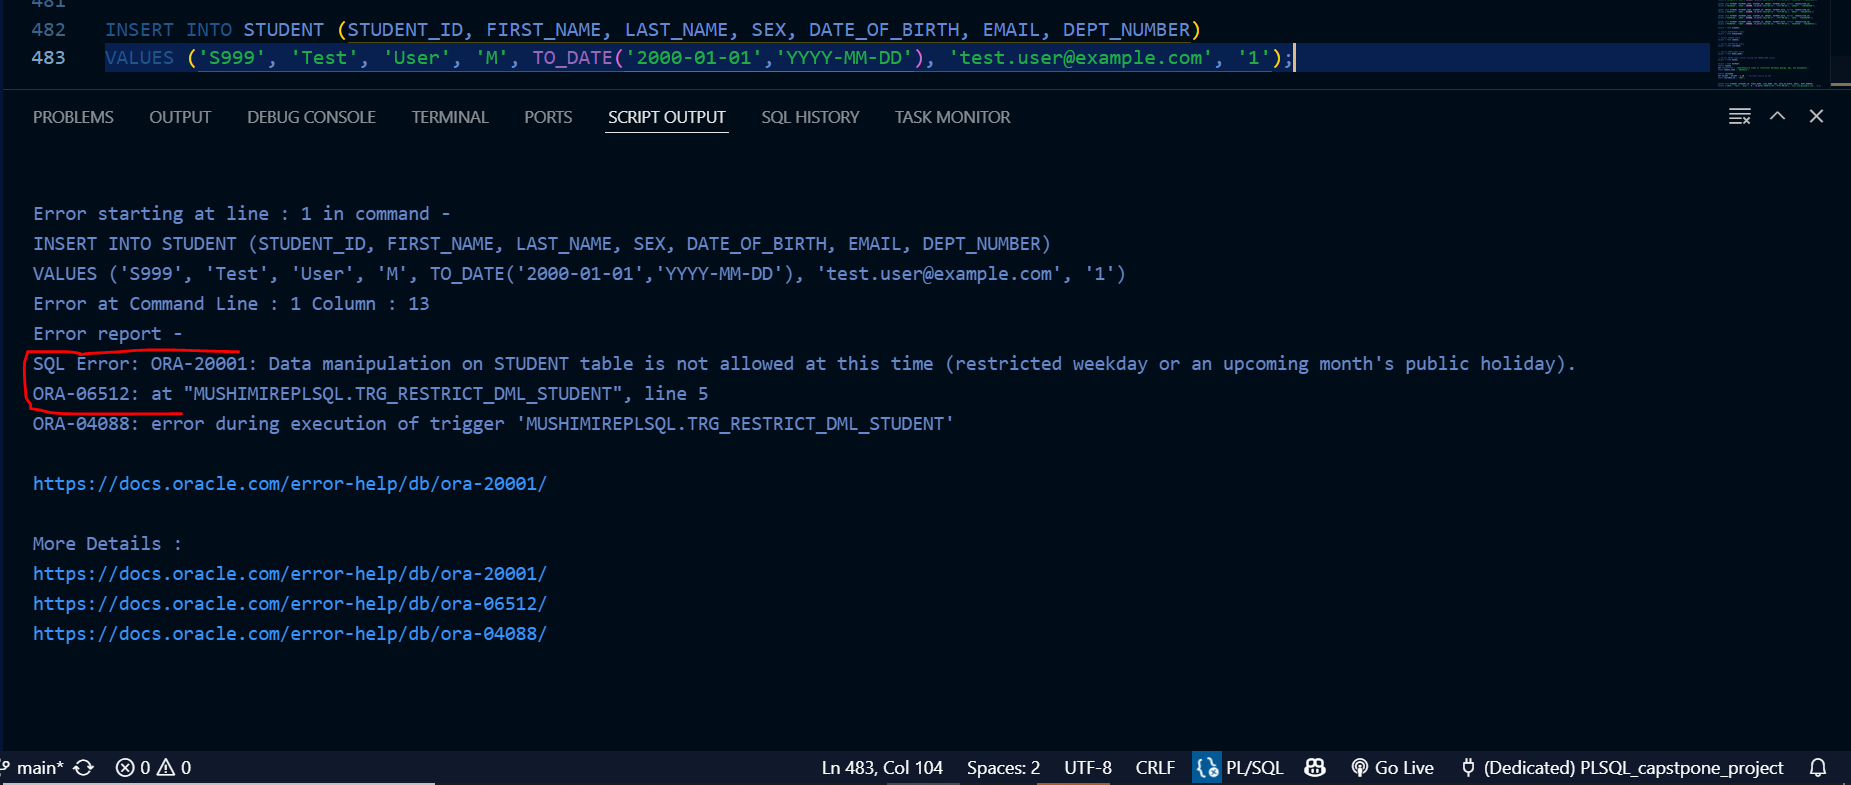 481
482 INSERT INTO STUDENT (STUDENT_ID, FIRST_NAME, LAST_NAME, SEX, DATE_OF_BIRTH, EMAIL, DEPT_NUMBER)
483 VALUES ('S999', 'Test', 'User', 'M', TO_DATE('2000-01-01','YYYY-MM-DD'), 'test.user@example.com', '1');
PROBLEMS OUTPUT DEBUG CONSOLE TERMINAL PORTS SCRIPT OUTPUT SQL HISTORY TASK MONITOR
Error starting at line : 1 in command -
INSERT INTO STUDENT (STUDENT_ID, FIRST_NAME, LAST_NAME, SEX, DATE_OF_BIRTH, EMAIL, DEPT_NUMBER)
VALUES ('S999', 'Test', 'User', 'M', TO_DATE('2000-01-01','YYYY-MM-DD'), 'test.user@example.com', '1')
Error at Command Line : 1 Column : 13
Error report -
SQL Error: ORA-20001: Data manipulation on STUDENT table is not allowed at this time (restricted weekday or an upcoming month's public holiday).
ORA-06512: at "MUSHIMIREPLSQL.TRG_RESTRICT_DML_STUDENT", line 5
ORA-04088: error during execution of trigger 'MUSHIMIREPLSQL.TRG_RESTRICT_DML_STUDENT'
https://docs.oracle.com/error-help/db/ora-20001/
More Details :
https://docs.oracle.com/error-help/db/ora-20001/
https://docs.oracle.com/error-help/db/ora-06512/
https://docs.oracle.com/error-help/db/ora-04088/
main* 0 0 Ln 483, Col 104 Spaces: 2 UTF-8 CRLF PL/SQL Go Live (Dedicated) PLSQL_capstpone_project